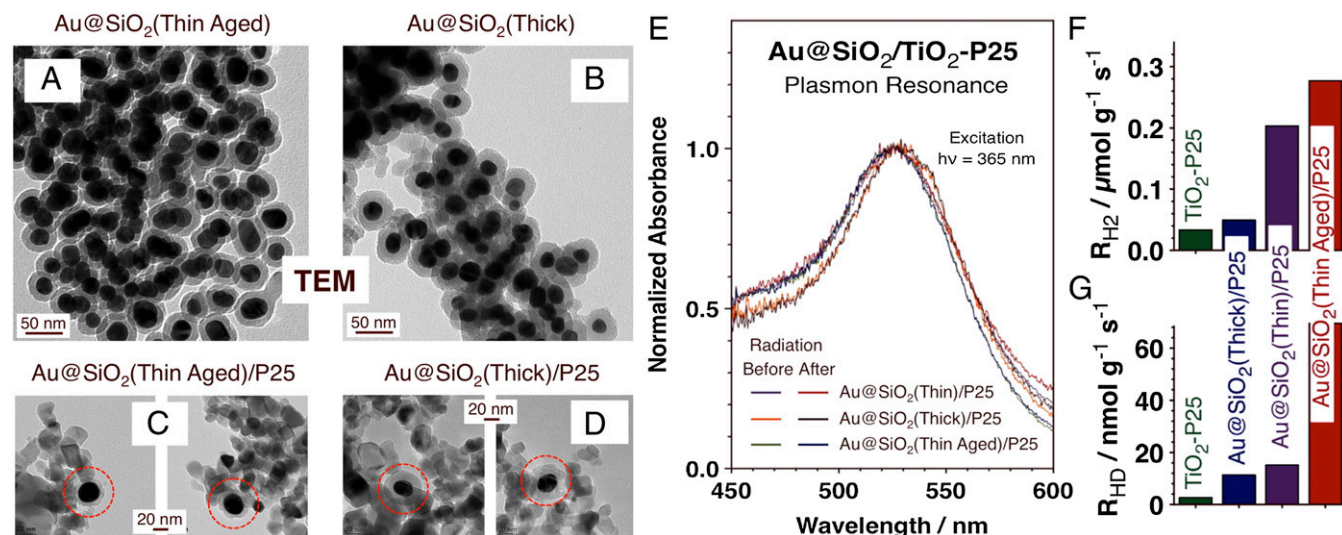 Au@SiO₂(Thin Aged)
A
50 nm
Au@SiO₂(Thick)
B
50 nm
TEM
Au@SiO₂(Thin Aged)/P25
C
20 nm
Au@SiO₂(Thick)/P25
20 nm
D
E
Au@SiO₂/TiO₂-P25
Plasmon Resonance
Excitation
hν = 365 nm
Normalized Absorbance
1.0
0.5
0.0
Radiation
Before After
Au@SiO₂(Thin)/P25
Au@SiO₂(Thick)/P25
Au@SiO₂(Thin Aged)/P25
450
500
550
600
Wavelength / nm
F
R_H2 / μmol g⁻¹ s⁻¹
0.3
0.2
0.1
0.0
TiO₂-P25
Au@SiO₂(Thick)/P25
Au@SiO₂(Thin)/P25
Au@SiO₂(Thin Aged)/P25
G
R_HD / nmol g⁻¹ s⁻¹
60
40
20
0
TiO₂-P25